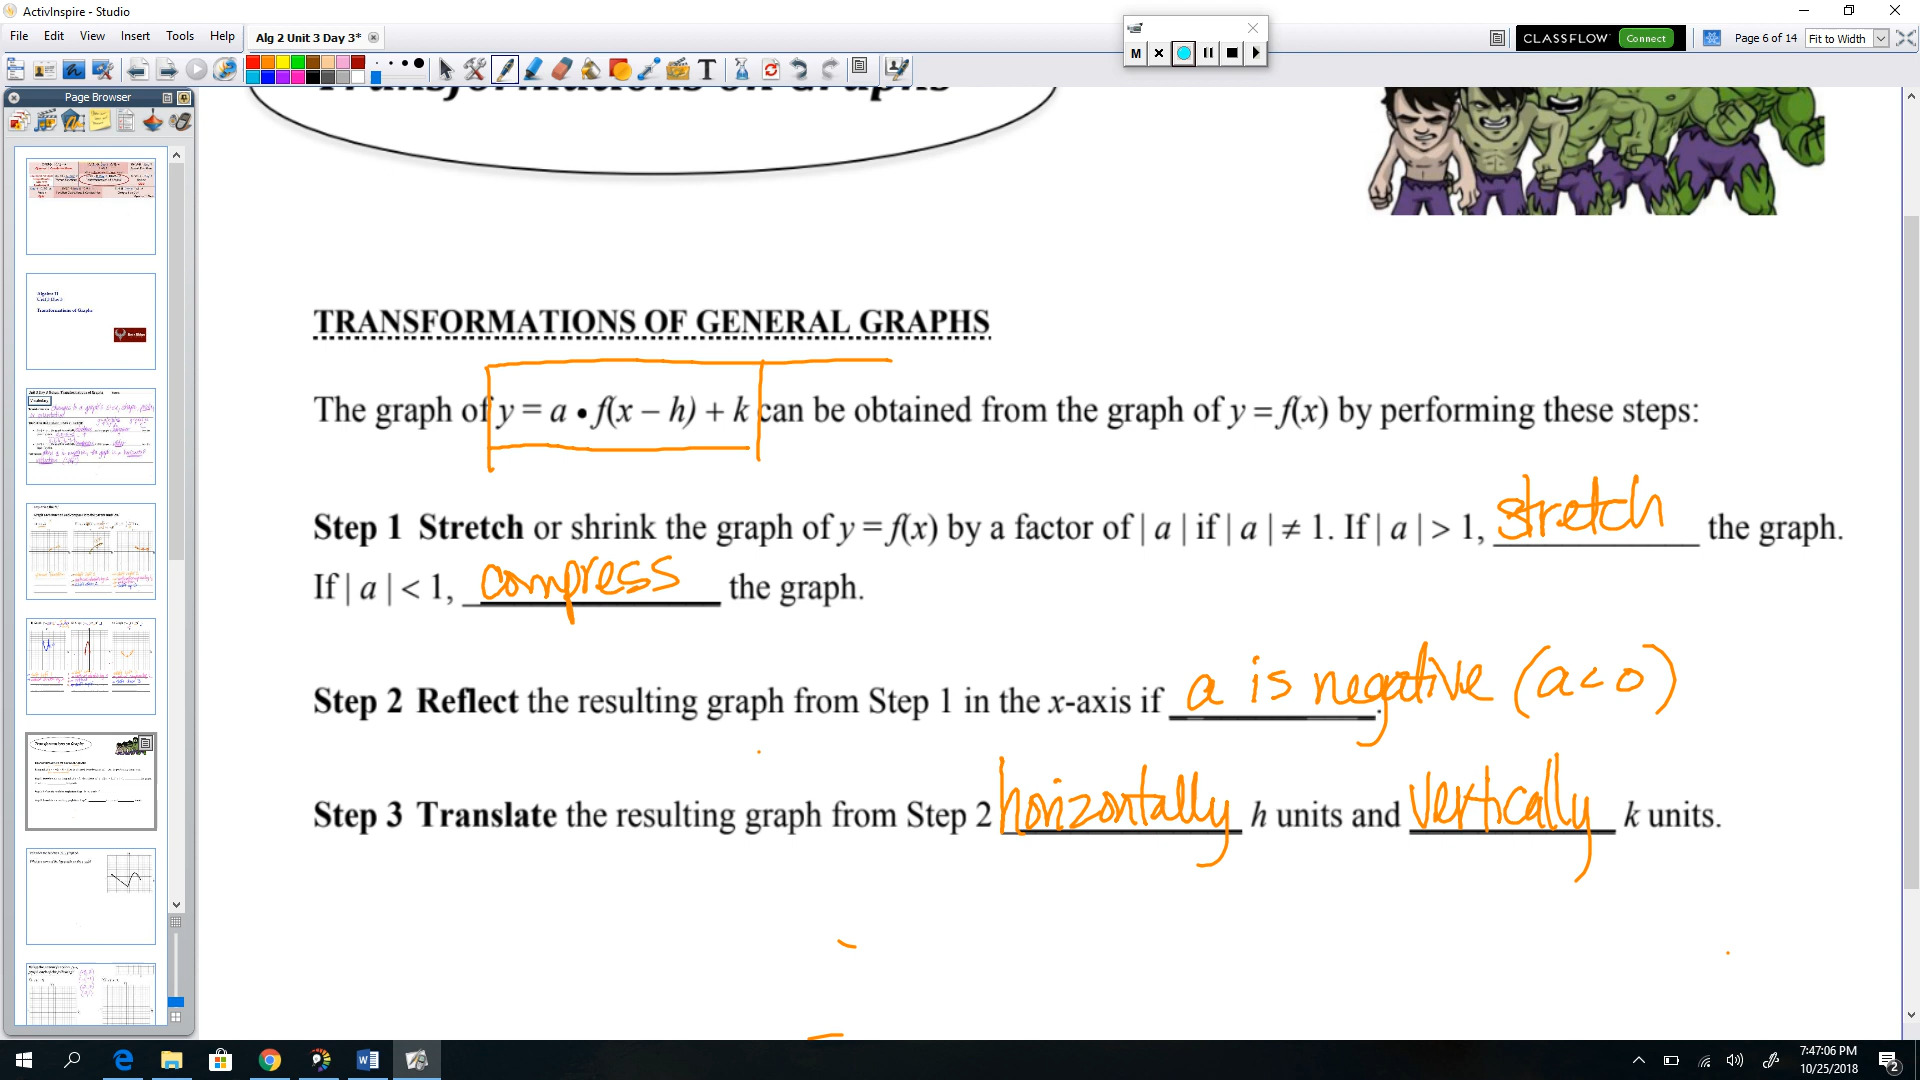 ActivInspire - Studio
File Edit View Insert Tools Help
Alg 2 Unit 3 Day 3*
M
CLASSFLOW Connect
Page 6 of 14
Fit to Width
Page Browser
Transformations on Graphs
TRANSFORMATIONS OF GENERAL GRAPHS
The graph of y = a • f(x – h) + k can be obtained from the graph of y = f(x) by performing these steps:
Step 1 Stretch or shrink the graph of y = f(x) by a factor of | a | if | a | ≠ 1. If | a | > 1, stretch the graph.
If | a | < 1, compress the graph.
Step 2 Reflect the resulting graph from Step 1 in the x-axis if a is negative (a<0).
Step 3 Translate the resulting graph from Step 2 horizontally h units and vertically k units.
7:47:06 PM
10/25/2018
2